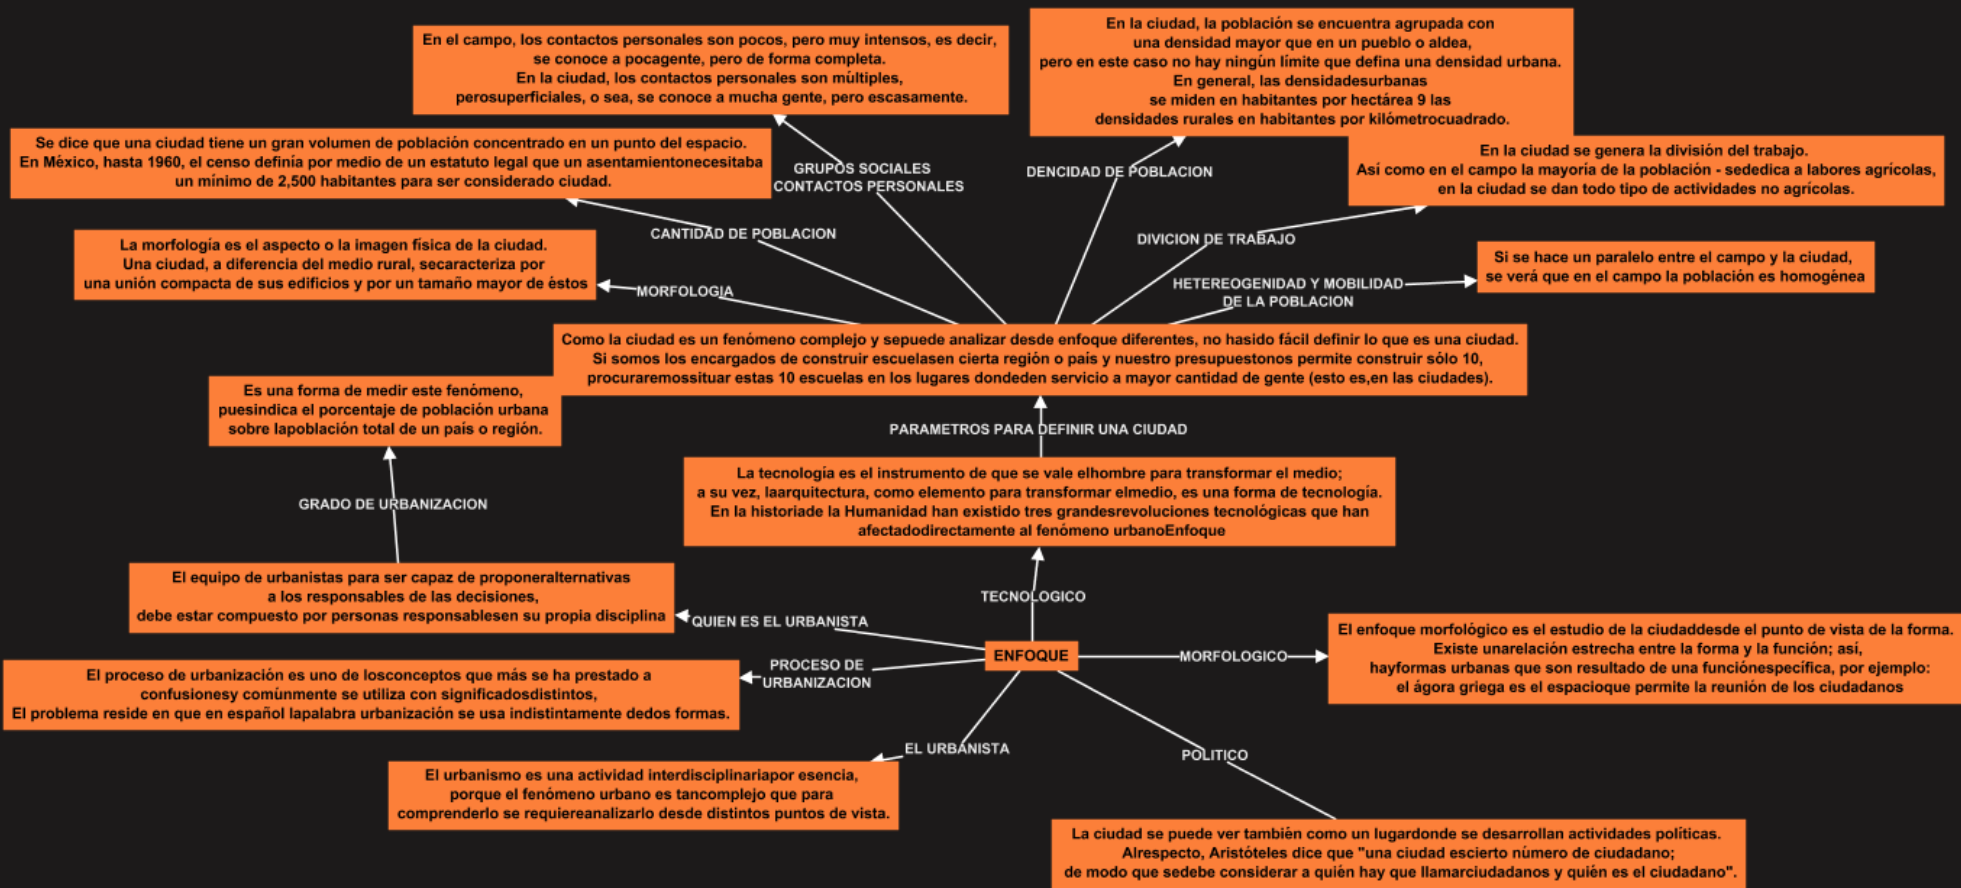 En el campo, los contactos personales son pocos, pero muy intensos, es decir,
se conoce a pocagente, pero de forma completa.
En la ciudad, los contactos personales son múltiples,
perosuperficiales, o sea, se conoce a mucha gente, pero escasamente.
En la ciudad, la población se encuentra agrupada con
una densidad mayor que en un pueblo o aldea,
pero en este caso no hay ningún límite que defina una densidad urbana.
En general, las densidadesurbanas
se miden en habitantes por hectárea 9 las
densidades rurales en habitantes por kilómetrocuadrado.
Se dice que una ciudad tiene un gran volumen de población concentrado en un punto del espacio.
En México, hasta 1960, el censo definía por medio de un estatuto legal que un asentamientonecesitaba
un mínimo de 2,500 habitantes para ser considerado ciudad.
GRUPOS SOCIALES
CONTACTOS PERSONALES
DENCIDAD DE POBLACION
En la ciudad se genera la división del trabajo.
Así como en el campo la mayoría de la población - sededica a labores agrícolas,
en la ciudad se dan todo tipo de actividades no agrícolas.
CANTIDAD DE POBLACION
DIVICION DE TRABAJO
La morfología es el aspecto o la imagen física de la ciudad.
Una ciudad, a diferencia del medio rural, secaracteriza por
una unión compacta de sus edificios y por un tamaño mayor de éstos
MORFOLOGIA
HETEREOGENIDAD Y MOBILIDAD
DE LA POBLACION
Si se hace un paralelo entre el campo y la ciudad,
se verá que en el campo la población es homogénea
Como la ciudad es un fenómeno complejo y sepuede analizar desde enfoque diferentes, no hasido fácil definir lo que es una ciudad.
Si somos los encargados de construir escuelasen cierta región o país y nuestro presupuestonos permite construir sólo 10,
procuraremossituar estas 10 escuelas en los lugares dondeden servicio a mayor cantidad de gente (esto es,en las ciudades).
Es una forma de medir este fenómeno,
puesindica el porcentaje de población urbana
sobre lapoblación total de un país o región.
PARAMETROS PARA DEFINIR UNA CIUDAD
La tecnología es el instrumento de que se vale elhombre para transformar el medio;
a su vez, laarquitectura, como elemento para transformar elmedio, es una forma de tecnología.
En la historiade la Humanidad han existido tres grandesrevoluciones tecnológicas que han
afectadodirectamente al fenómeno urbanoEnfoque
GRADO DE URBANIZACION
El equipo de urbanistas para ser capaz de proponeralternativas
a los responsables de las decisiones,
debe estar compuesto por personas responsablesen su propia disciplina
TECNOLOGICO
QUIEN ES EL URBANISTA
ENFOQUE
MORFOLOGICO
El enfoque morfológico es el estudio de la ciudaddesde el punto de vista de la forma.
Existe unarelación estrecha entre la forma y la función; así,
hayformas urbanas que son resultado de una funciónespecífica, por ejemplo:
el ágora griega es el espacioque permite la reunión de los ciudadanos
PROCESO DE
URBANIZACION
El proceso de urbanización es uno de losconceptos que más se ha prestado a
confusionesy comúnmente se utiliza con significadosdistintos,
El problema reside en que en español lapalabra urbanización se usa indistintamente dedos formas.
EL URBANISTA
POLITICO
El urbanismo es una actividad interdisciplinariapor esencia,
porque el fenómeno urbano es tancomplejo que para
comprenderlo se requiereanalizarlo desde distintos puntos de vista.
La ciudad se puede ver también como un lugardonde se desarrollan actividades políticas.
Alrespecto, Aristóteles dice que "una ciudad escierto número de ciudadano;
de modo que sedebe considerar a quién hay que llamarciudadanos y quién es el ciudadano".